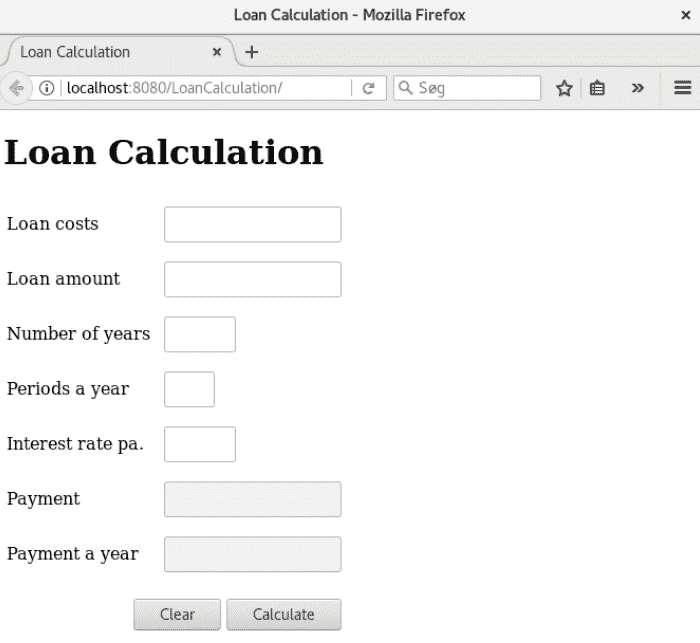 Loan Calculation - Mozilla Firefox
Loan Calculation
localhost:8080/LoanCalculation/
Søg
Loan Calculation
Loan costs
Loan amount
Number of years
Periods a year
Interest rate pa.
Payment
Payment a year
Clear Calculate